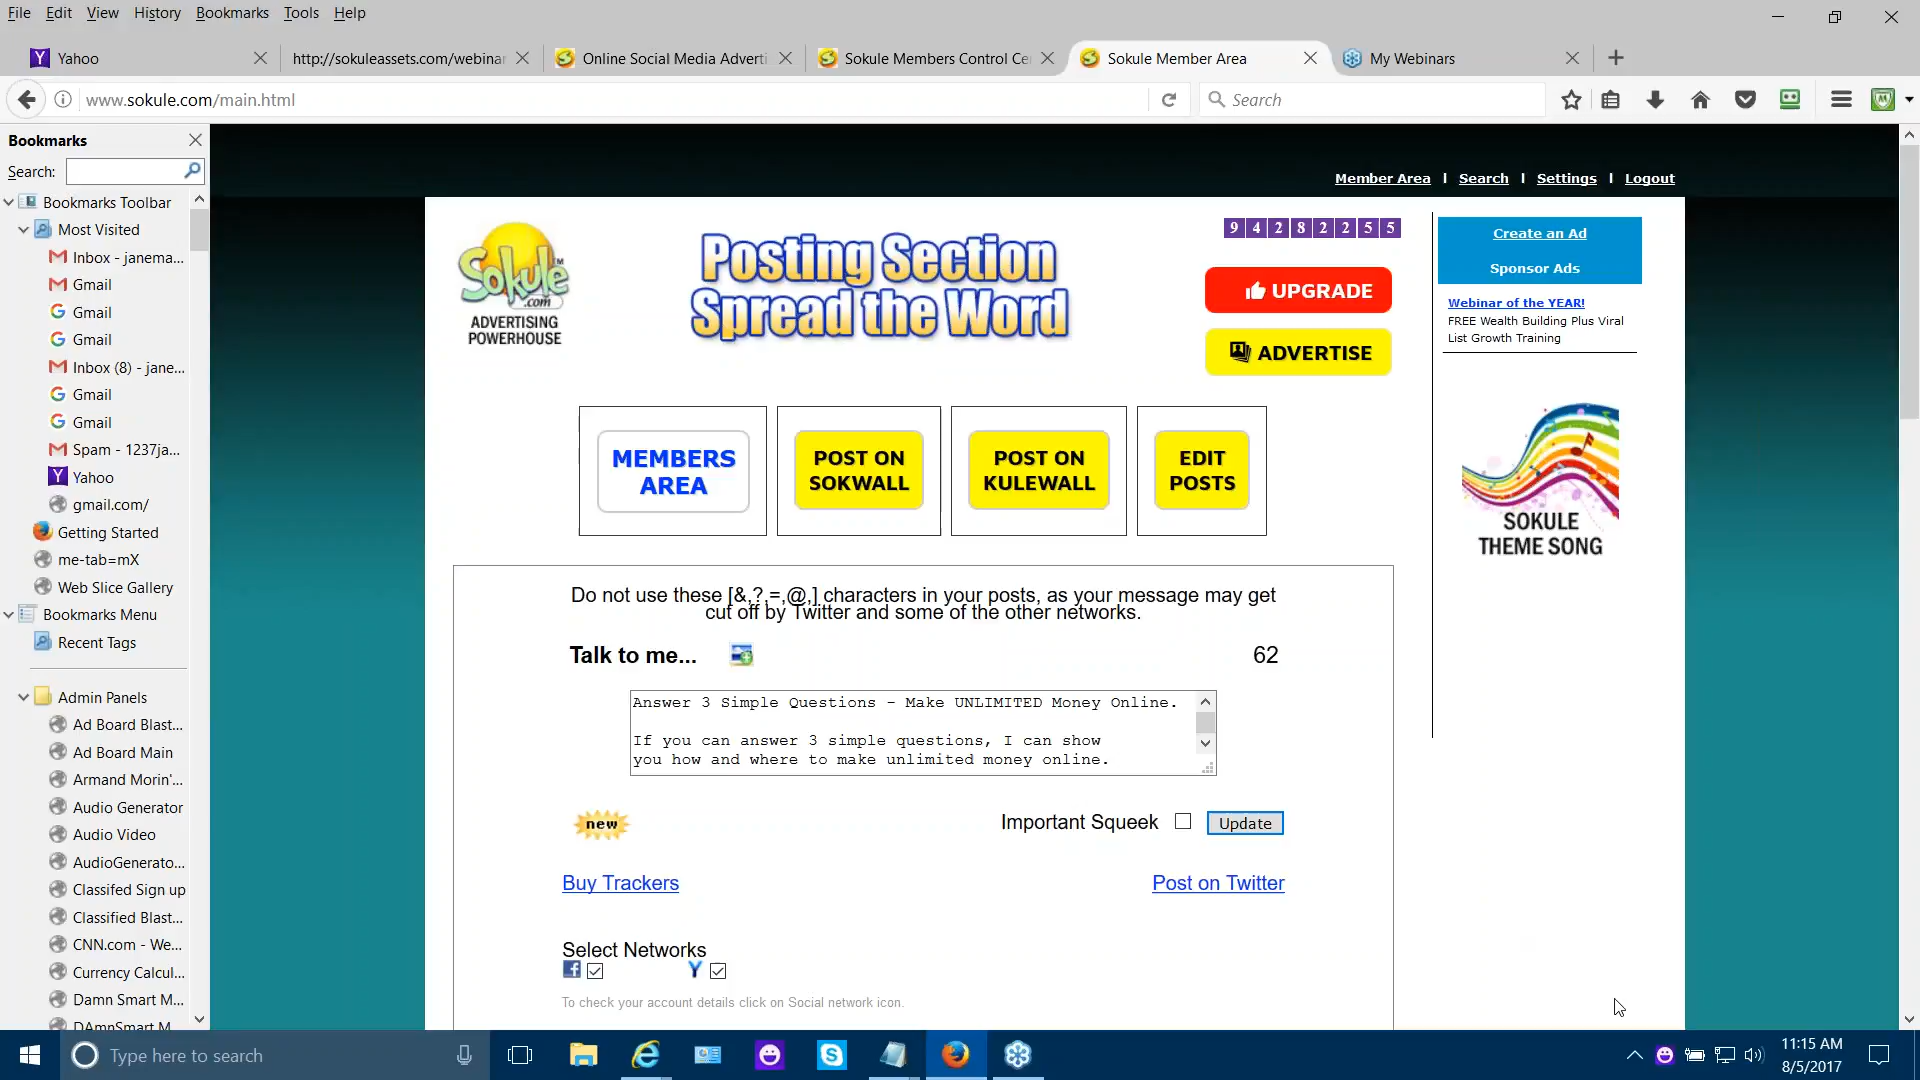 File Edit View History Bookmarks Tools Help
Yahoo
http://sokuleassets.com/webinar
Online Social Media Adverti
Sokule Members Control Ce
Sokule Member Area
My Webinars
www.sokule.com/main.html
Search
Bookmarks
Search:
Bookmarks Toolbar
Most Visited
Inbox - janema...
Gmail
Gmail
Gmail
Inbox (8) - jane...
Gmail
Gmail
Spam - 1237ja...
Yahoo
gmail.com/
Getting Started
me-tab=mX
Web Slice Gallery
Bookmarks Menu
Recent Tags
Admin Panels
Ad Board Blast...
Ad Board Main
Armand Morin'...
Audio Generator
Audio Video
AudioGenerato...
Classifed Sign up
Classified Blast...
CNN.com - We...
Currency Calcul...
Damn Smart M...
DAmnSmart M
Member Area | Search | Settings | Logout
Sokule
.com
TM
ADVERTISING
POWERHOUSE
Posting Section
Spread the Word
94282255
UPGRADE
ADVERTISE
Create an Ad
Sponsor Ads
Webinar of the YEAR!
FREE Wealth Building Plus Viral
List Growth Training
SOKULE
THEME SONG
MEMBERS
AREA
POST ON
SOKWALL
POST ON
KULEWALL
EDIT
POSTS
Do not use these [&,?,=,@,] characters in your posts, as your message may get
cut off by Twitter and some of the other networks.
Talk to me...
62
Answer 3 Simple Questions - Make UNLIMITED Money Online.
If you can answer 3 simple questions, I can show
you how and where to make unlimited money online.
new
Important Squeek
Update
Buy Trackers
Post on Twitter
Select Networks
To check your account details click on Social network icon.
Type here to search
11:15 AM
8/5/2017